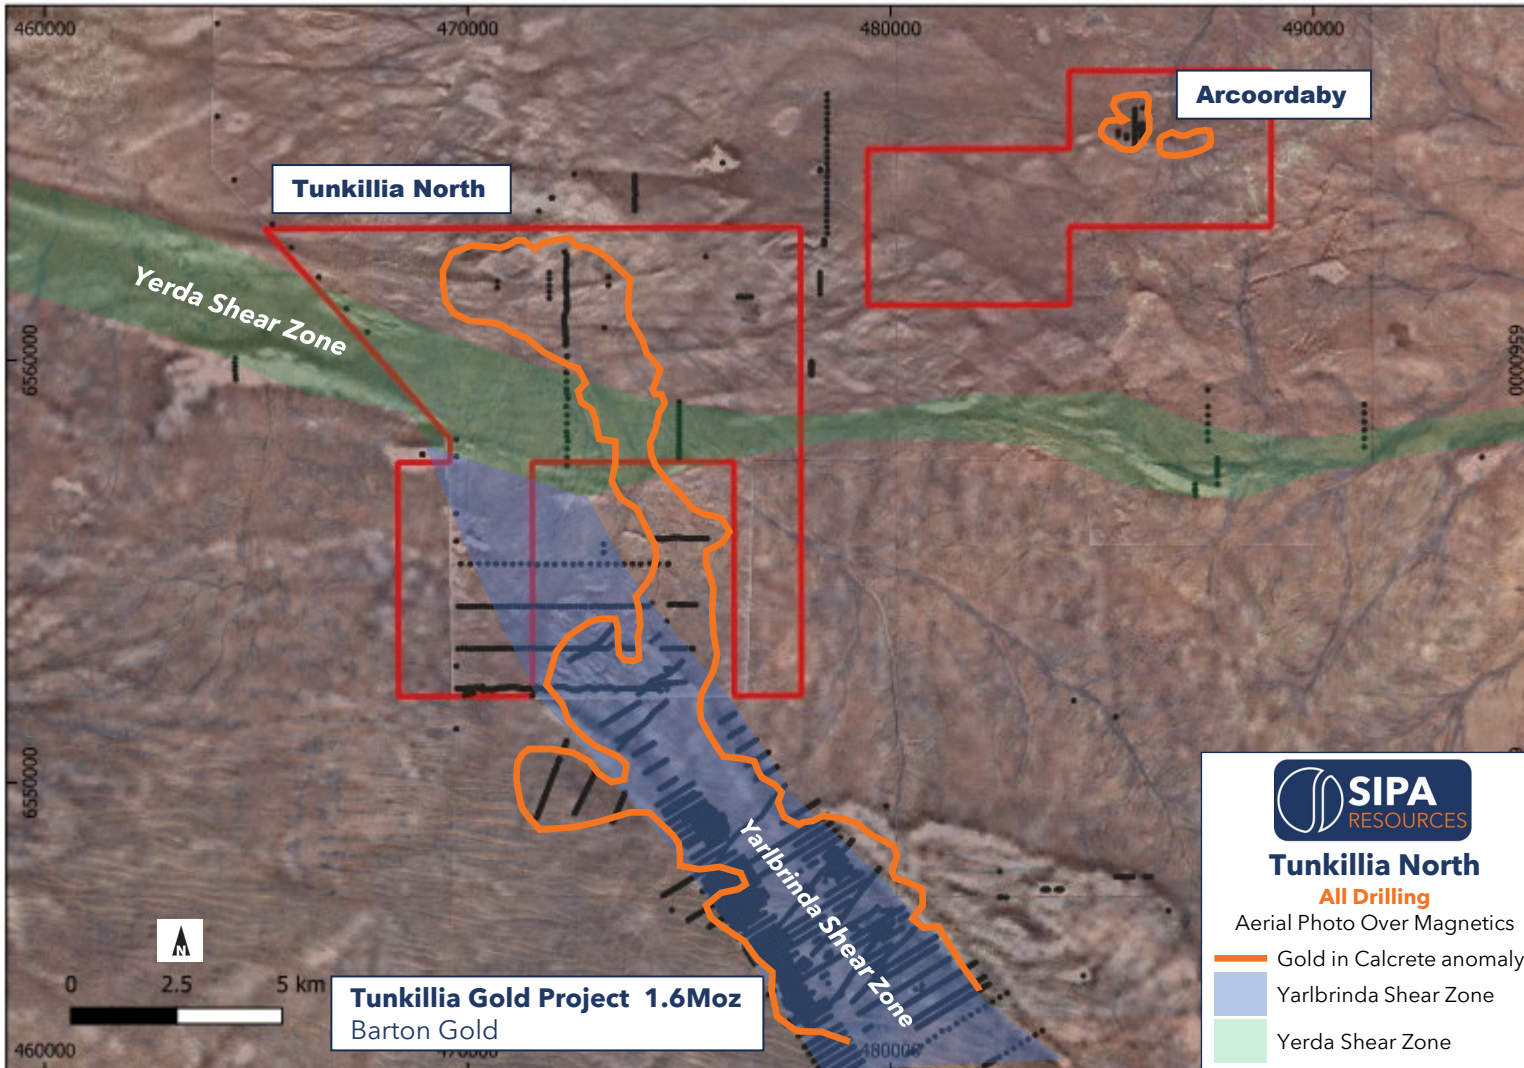 460000
470000
480000
490000
Arcoordaby
Tunkillia North
Yerda Shear Zone
6560000
6560000
6550000
Yarlbrinda Shear Zone
SIPA
RESOURCES
Tunkillia North
All Drilling
Aerial Photo Over Magnetics
Gold in Calcrete anomaly
Yarlbrinda Shear Zone
Yerda Shear Zone
N
0 2.5 5 km
Tunkillia Gold Project 1.6Moz
Barton Gold
460000
470000
480000